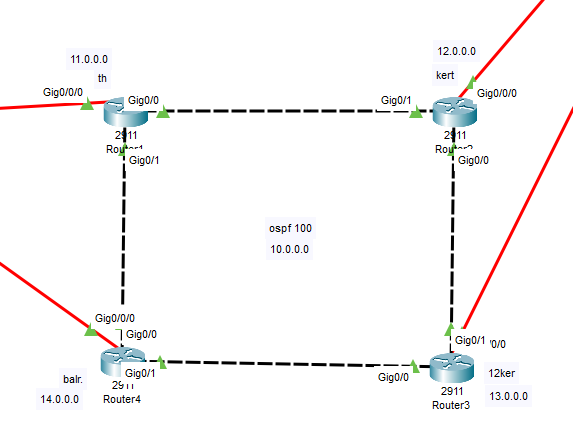 11.0.0.0
th
Gig0/0/0
Gig0/0
2911
Router1
Gig0/1
12.0.0.0
kert
Gig0/0/0
Gig0/1
2911
Gig0/0
ospf 100
10.0.0.0
Gig0/0/0
Gig0/0
Gig0/1
balr.
14.0.0.0
Router4
Gig0/1
'0/0
Gig0/0
12ker
2911
13.0.0.0
Router3